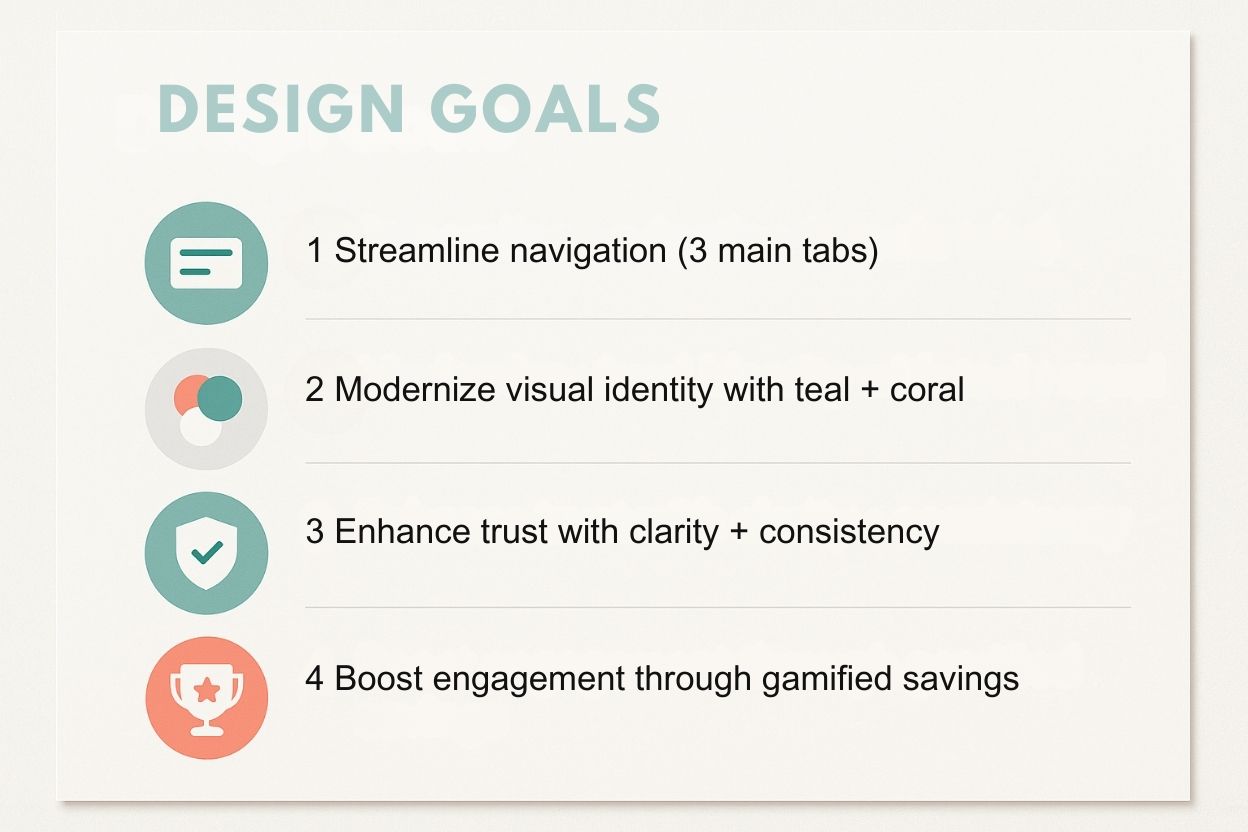 DESIGN GOALS
1 Streamline navigation (3 main tabs)
2 Modernize visual identity with teal + coral
3 Enhance trust with clarity + consistency
4 Boost engagement through gamified savings